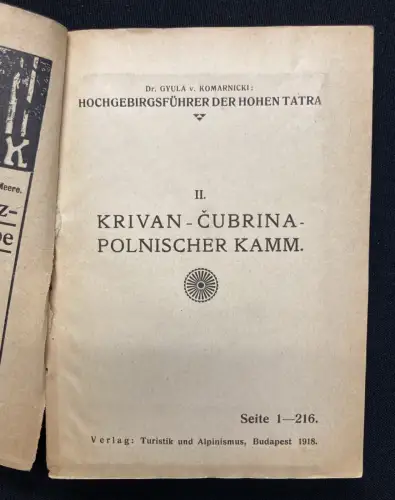 Meere.
Dr. GYULA v. KOMARNICKI:
HOCHGEBIRGSFÜHRER DER HOHEN TATRA
II.
KRIVAN - ČUBRINA -
POLNISCHER KAMM.
Seite 1—216.
Verlag: Turistik und Alpinismus, Budapest 1918.